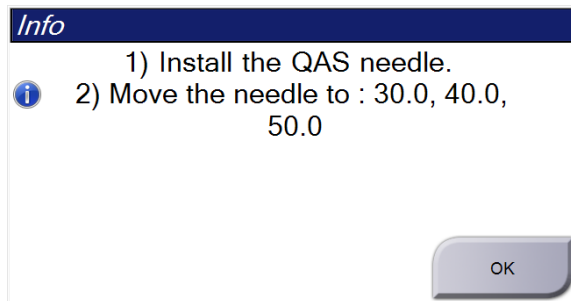 Info
1) Install the QAS needle.
2) Move the needle to : 30.0, 40.0,
50.0
OK